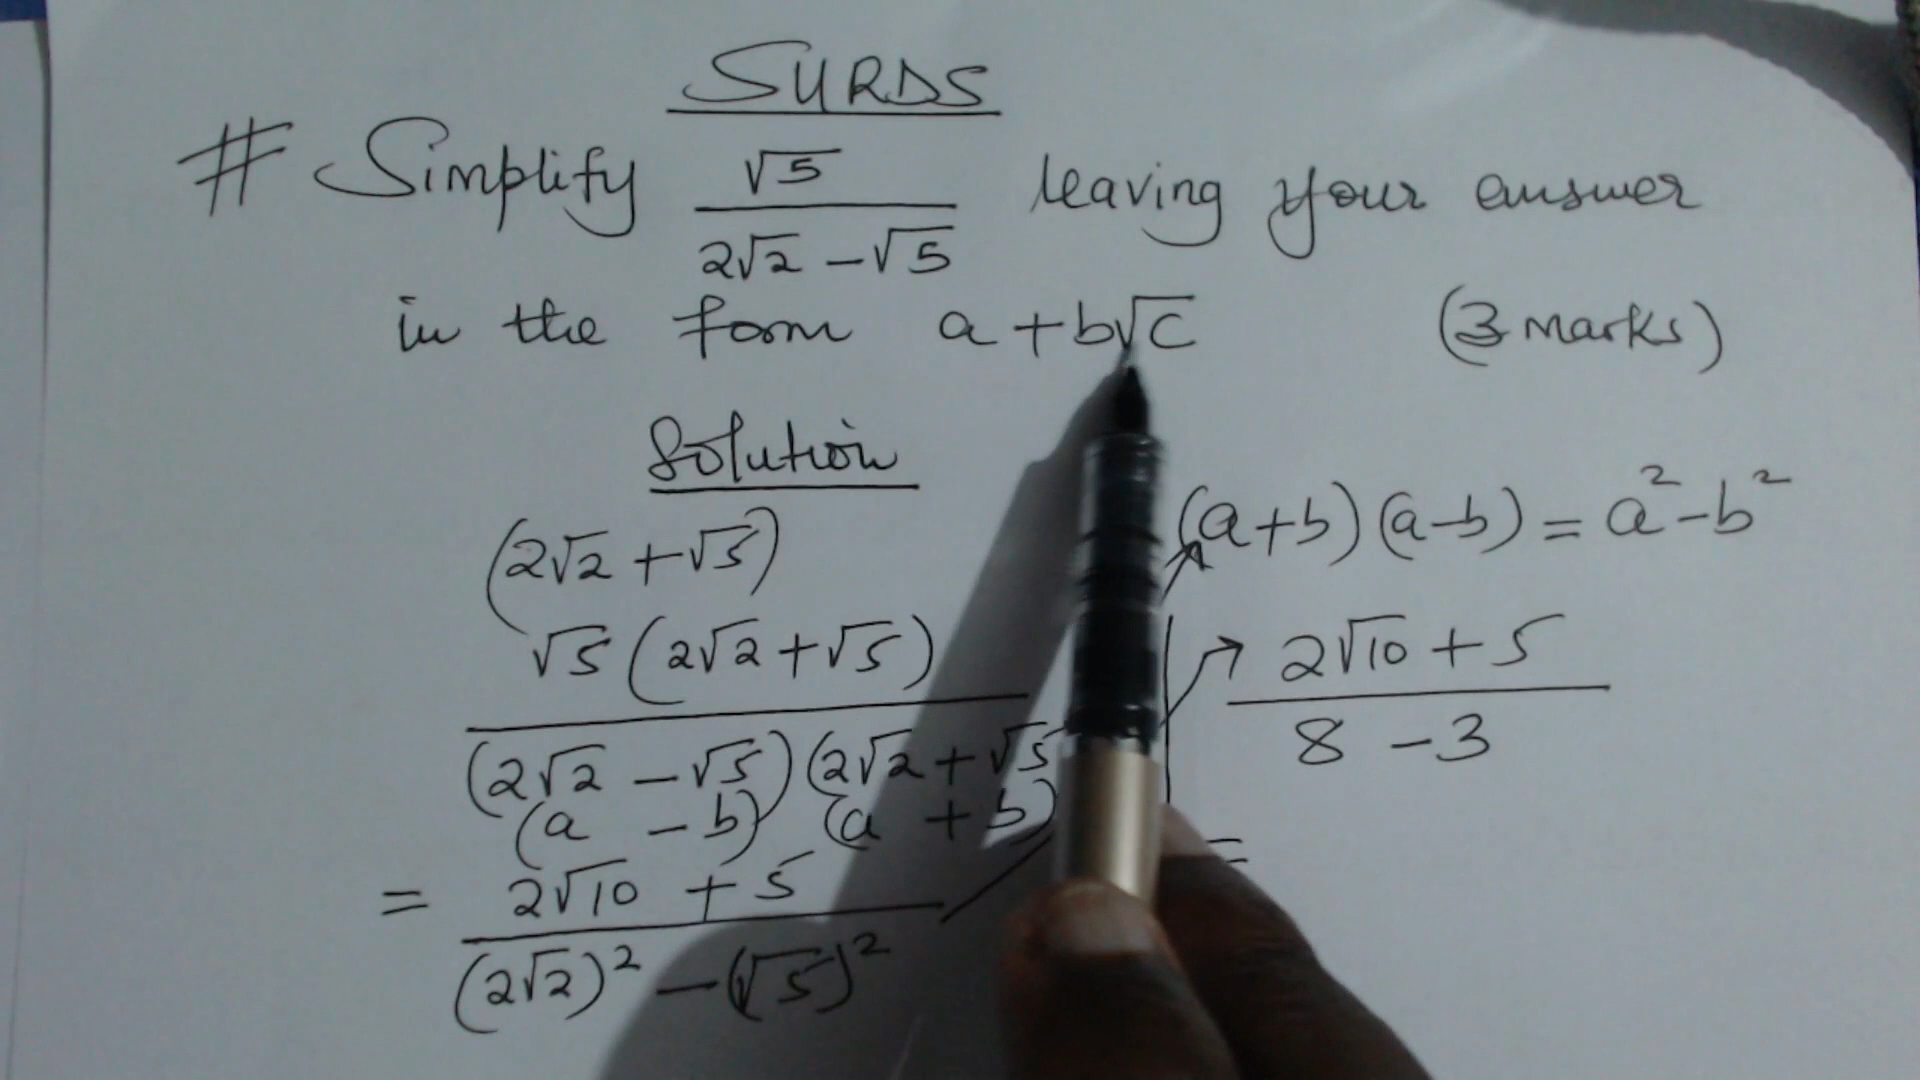 SURDS
# Simplify √5 / 2√2 - √5 leaving your answer
in the form a + b√c (3 marks)
Solution
(2√2 + √5)
√5 (2√2 + √5)
(2√2 - √5) (2√2 + √5
(a - b) (a + b)
= 2√10 + 5
(2√2)² - (√5)²
(a+b)(a-b) = a² - b²
2√10 + 5
8 - 3
=